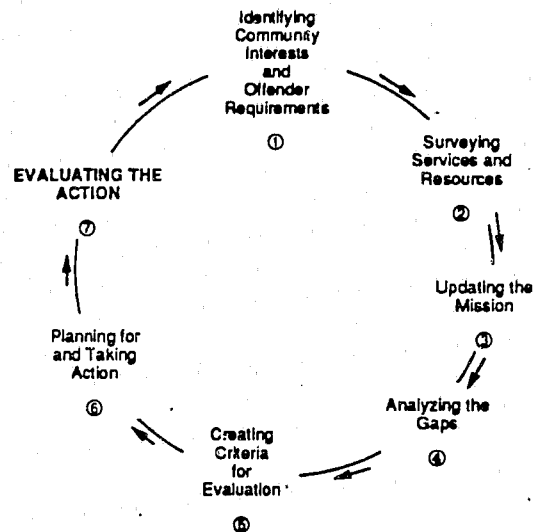 Identifying
Community
Interests
and
Offender
Requirements
①
Surveying
Services and
Resources
②
Updating the
Mission
③
Analyzing the
Gaps
④
Creating
Criteria
for
Evaluation
⑤
Planning for
and Taking
Action
⑥
EVALUATING THE
ACTION
⑦